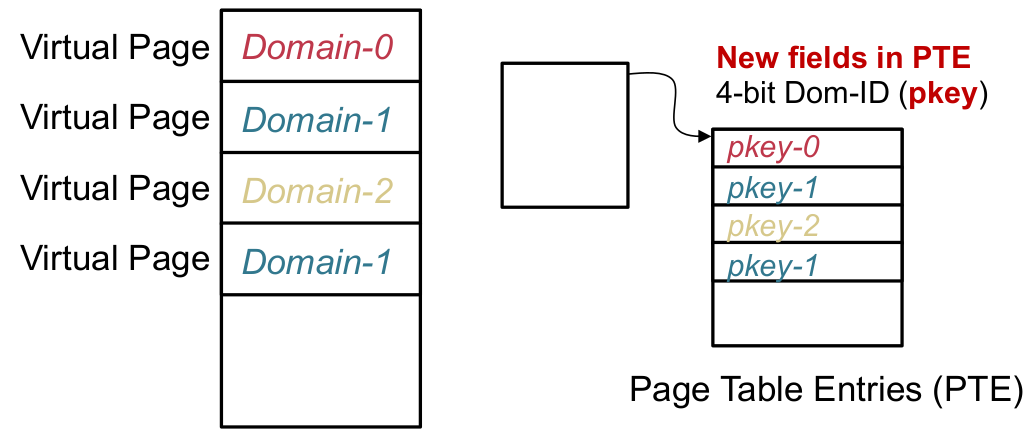 Virtual Page Domain-0
Virtual Page Domain-1
Virtual Page Domain-2
Virtual Page Domain-1
New fields in PTE
4-bit Dom-ID (pkey)
pkey-0
pkey-1
pkey-2
pkey-1
Page Table Entries (PTE)